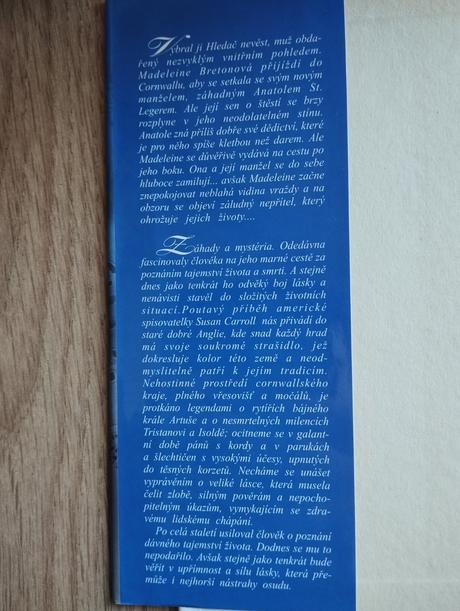 Vybral ji Hledač nevěst, muž obda-
řený nezvyklým vnitřním pohledem.
Madeleine Bretonová přijíždí do
Cornwallu, aby se setkala se svým novým
manželem, záhadným Anatolem St.
Legerem. Ale její sen o štěstí se brzy
rozplyne v jeho neodolatelném stínu.
Anatole zná příliš dobře své dědictví, které
je pro něho spíše kletbou než darem. Ale
Madeleine se důvěřivě vydává na cestu po
jeho boku. Ona a její manžel se do sebe
hluboce zamilují... avšak Madeleine začne
znepokojovat neblahá vidina vraždy a na
obzoru se objeví záludný nepřítel, který
ohrožuje jejich životy....
Záhady a mystéria. Odedávna
fascinovaly člověka na jeho marné cestě za
poznáním tajemství života a smrti. A stejně
dnes jako tenkrát ho odvěký boj lásky a
nenávisti stavěl do složitých životních
situací.Poutavý příběh americké
spisovatelky Susan Carroll nás přivádí do
staré dobré Anglie, kde snad každý hrad
má svoje soukromé strašidlo, jež
dokresluje kolor této země a neod-
myslitelně patří k jejím tradicím.
Nehostinné prostředí cornwallského
kraje, plného vřesovišť a močálů, je
protkáno legendami o rytířích bájného
krále Artuše a o nesmrtelných milencích
Tristanovi a Isoldě; ocitneme se v galant-
ní době pánů s kordy a v parukách
a šlechtičen s vysokými účesy, upnutých
do těsných korzetů. Necháme se unášet
vyprávěním o veliké lásce, která musela
čelit zlobě, silným pověrám a nepocho-
pitelným úkazům, vymykajícím se zdra-
vému lidskému chápání.
Po celá staletí usiloval člověk o poznání
dávného tajemství života. Dodnes se mu to
nepodařilo. Avšak stejně jako tenkrát bude
věřit v upřímnost a sílu lásky, která pře-
může i nejhorší nástrahy osudu.